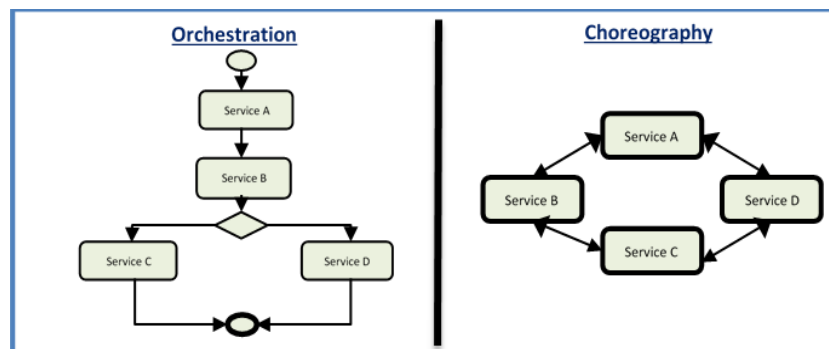 Orchestration
Service A
Service B
Service C
Service D
Choreography
Service A
Service B
Service D
Service C